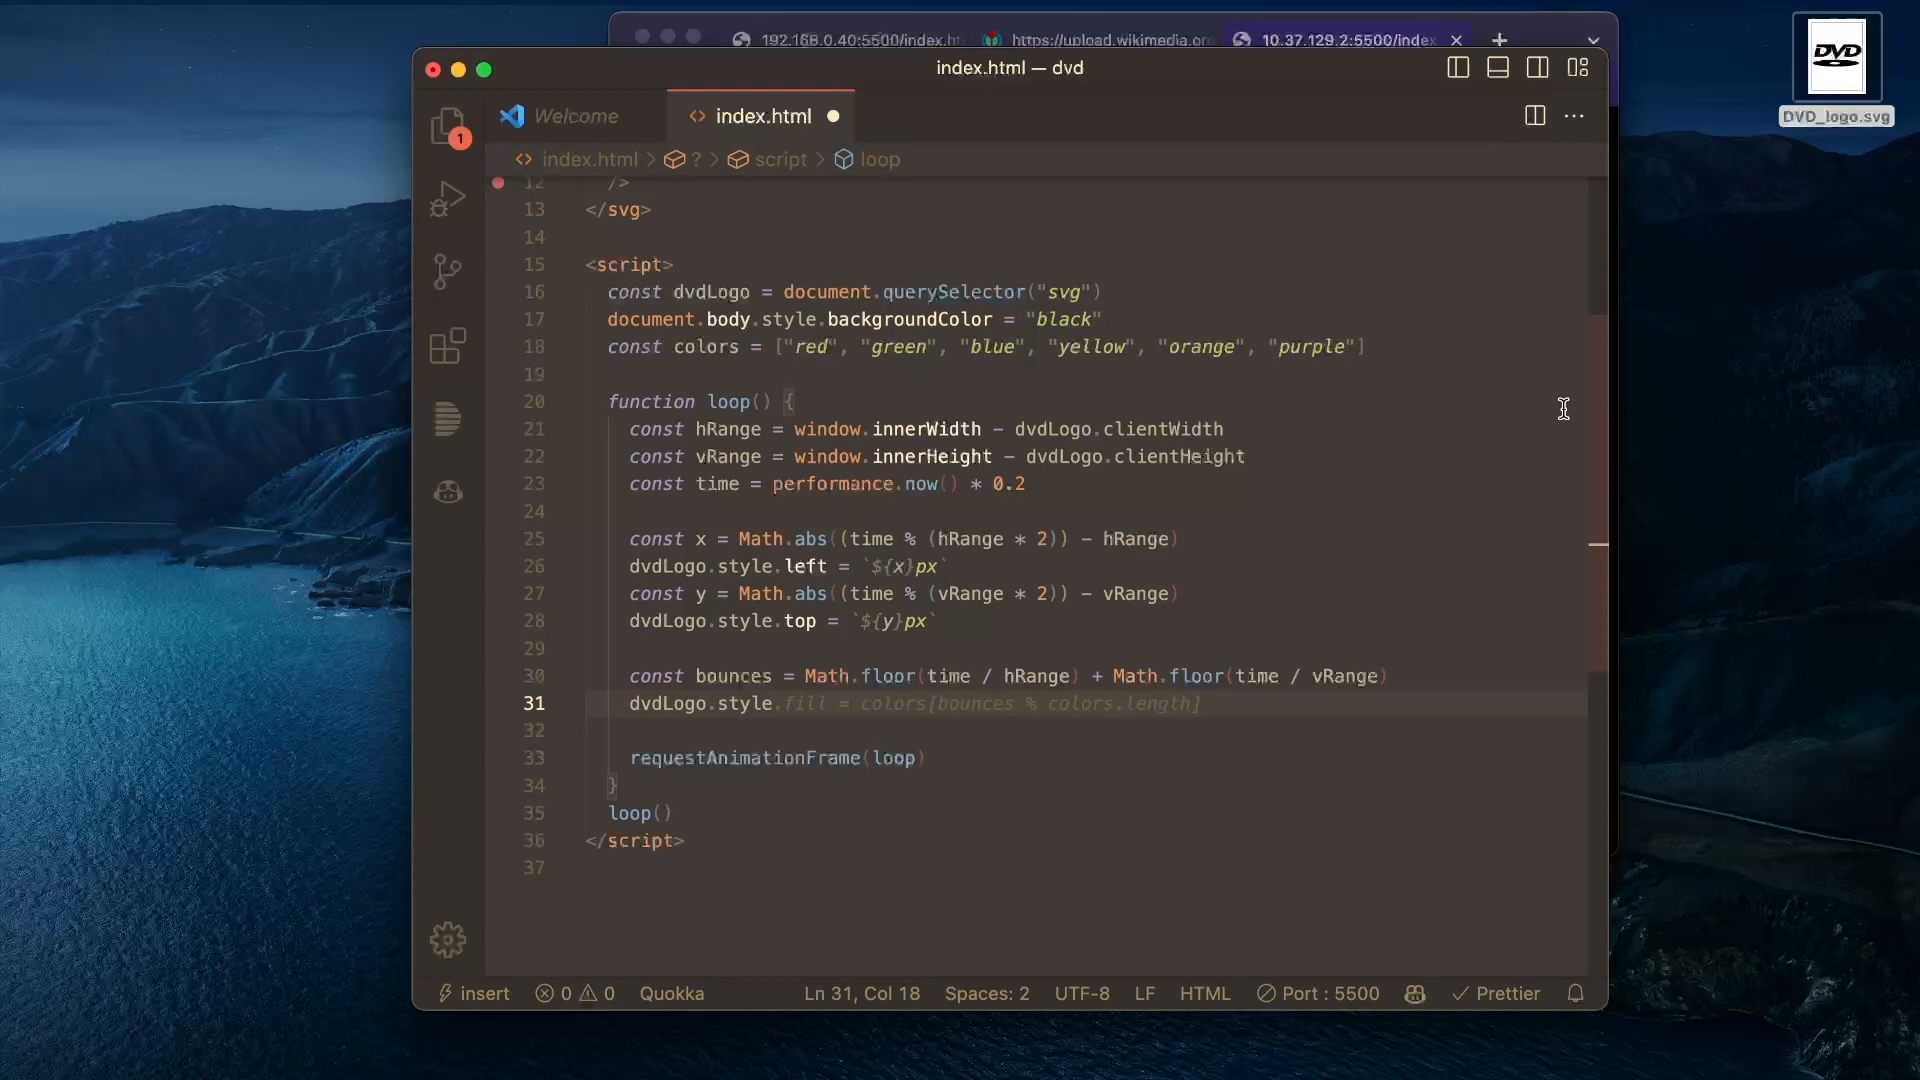 192.168.0.40:5500/index.ht
https://upload.wikimedia.org
10.37.129.2:5500/index
index.html — dvd
DVD
DVD_logo.svg
Welcome
index.html
1
index.html > ? > script > loop
12 />
13 </svg>
14
15 <script>
16 const dvdLogo = document.querySelector("svg")
17 document.body.style.backgroundColor = "black"
18 const colors = ["red", "green", "blue", "yellow", "orange", "purple"]
19
20 function loop() {
21 const hRange = window.innerWidth - dvdLogo.clientWidth
22 const vRange = window.innerHeight - dvdLogo.clientHeight
23 const time = performance.now() * 0.2
24
25 const x = Math.abs((time % (hRange * 2)) - hRange)
26 dvdLogo.style.left = `${x}px`
27 const y = Math.abs((time % (vRange * 2)) - vRange)
28 dvdLogo.style.top = `${y}px`
29
30 const bounces = Math.floor(time / hRange) + Math.floor(time / vRange)
31 dvdLogo.style.fill = colors[bounces % colors.length]
32
33 requestAnimationFrame(loop)
34 }
35 loop()
36 </script>
37
insert 0 0 Quokka Ln 31, Col 18 Spaces: 2 UTF-8 LF HTML Port : 5500 Prettier